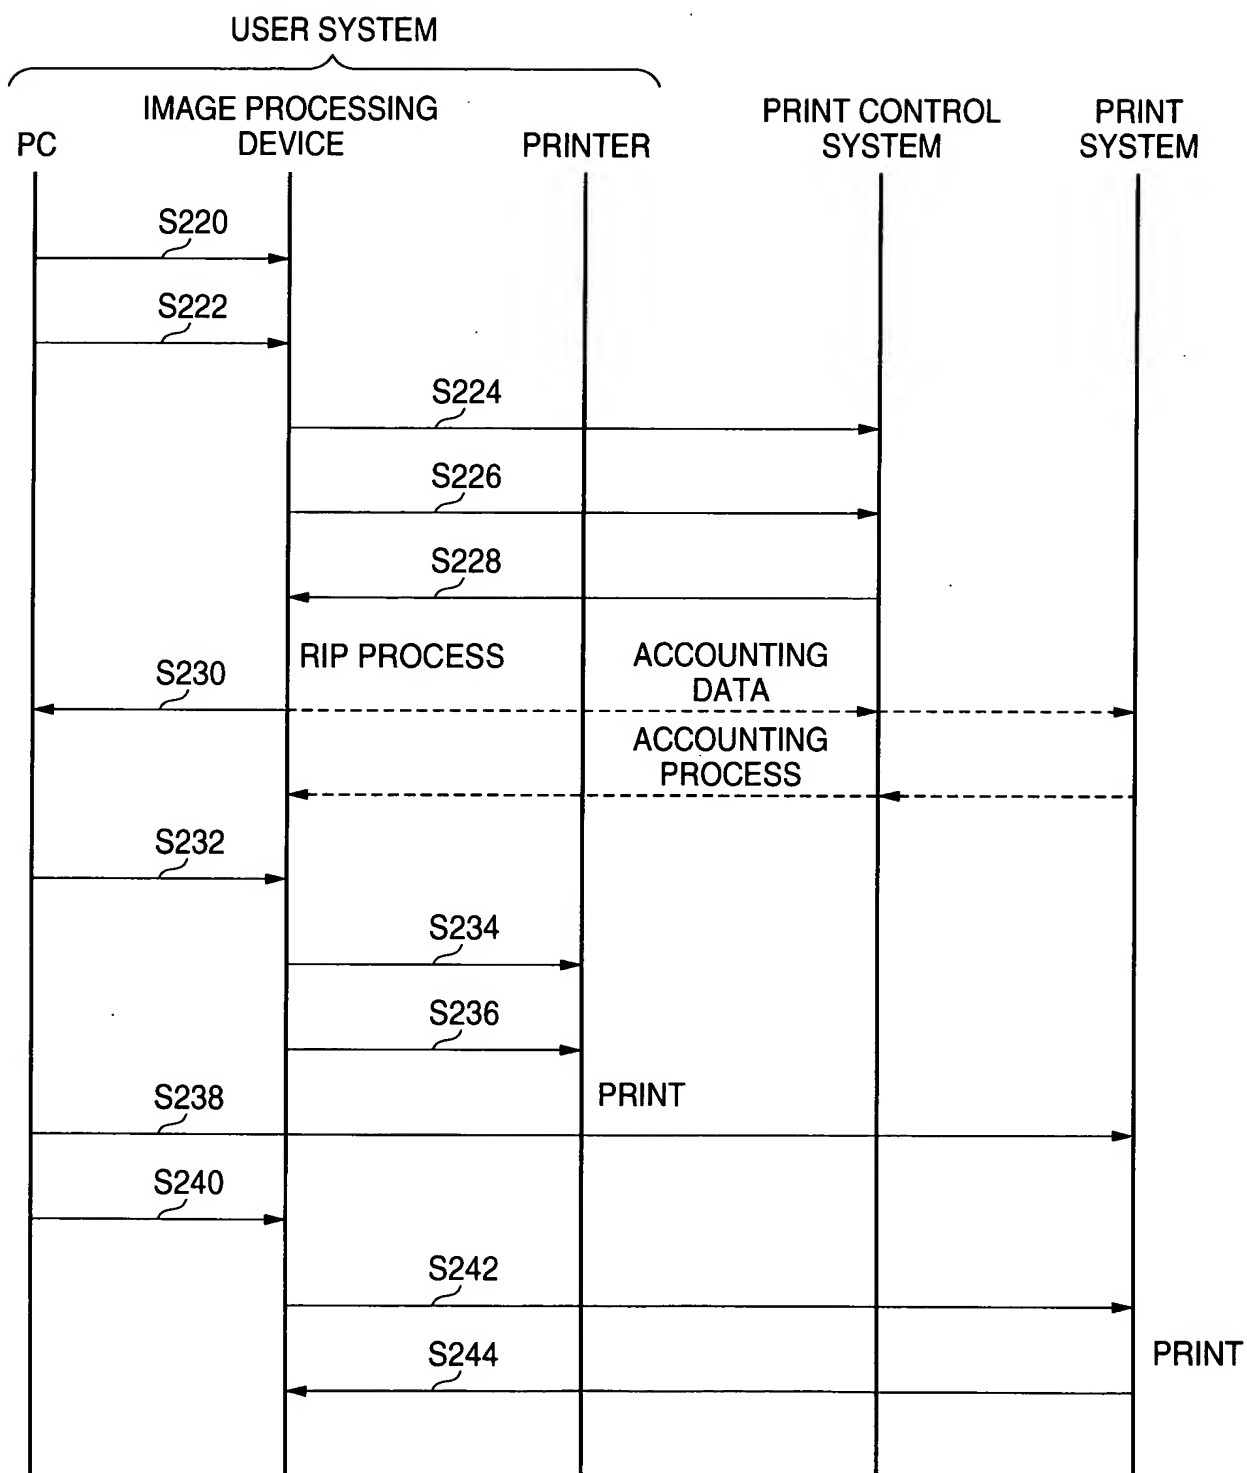 USER SYSTEM
IMAGE PROCESSING
DEVICE
PC
PRINTER
PRINT CONTROL
SYSTEM
PRINT
SYSTEM
S220
S222
S224
S226
S228
RIP PROCESS
ACCOUNTING
DATA
S230
ACCOUNTING
PROCESS
S232
S234
S236
PRINT
S238
S240
S242
S244
PRINT